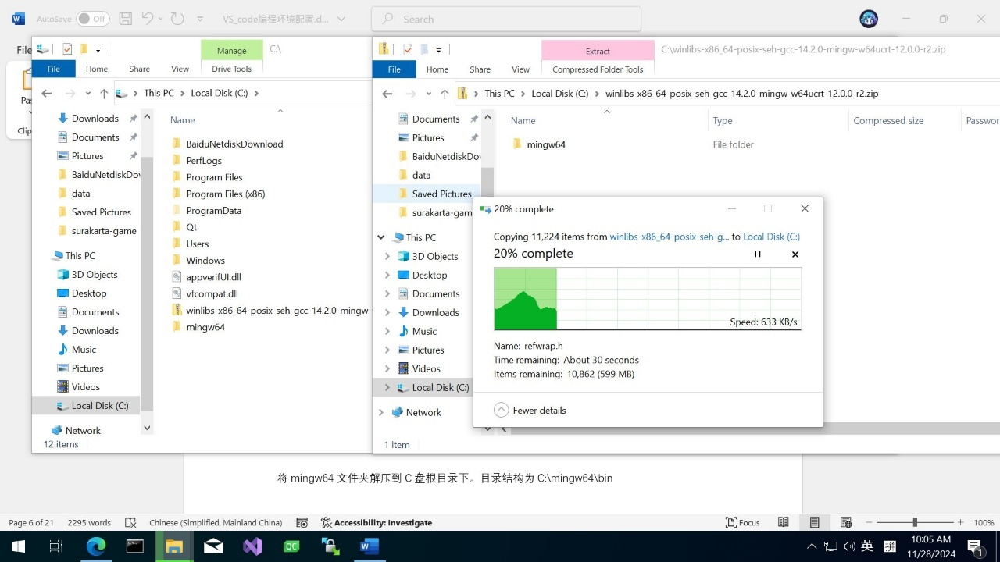 AutoSave Off VS_code编程环境配置.d... Search
File
Manage C:\
File Home Share View Drive Tools
This PC Local Disk (C:)
Downloads
Documents
Pictures
data
Saved Pictures
surakarta-game
This PC
3D Objects
Desktop
Documents
Downloads
Music
Pictures
Videos
Local Disk (C:)
Network
12 items
Name
BaiduNetdiskDownload
PerfLogs
Program Files
Program Files (x86)
ProgramData
Qt
Users
Windows
appverifUI.dll
vfcompat.dll
winlibs-x86_64-posix-seh-gcc-14.2.0-mingw-
mingw64
Extract C:\winlibs-x86_64-posix-seh-gcc-14.2.0-mingw-w64ucrt-12.0.0-r2.zip
File Home Share View Compressed Folder Tools
This PC Local Disk (C:) winlibs-x86_64-posix-seh-gcc-14.2.0-mingw-w64ucrt-12.0.0-r2.zip
Documents
Pictures
data
Saved Pictures
This PC
3D Objects
Desktop
Documents
Downloads
Music
Pictures
Videos
Local Disk (C:)
Network
1 item
Name Type Compressed size
mingw64 File folder
20% complete
Copying 11,224 items from winlibs-x86_64-posix-seh-g... to Local Disk (C:)
20% complete
Speed: 633 KB/s
Name: refwrap.h
Time remaining: About 30 seconds
Items remaining: 10,862 (599 MB)
Fewer details
将 mingw64 文件夹解压到 C 盘根目录下。目录结构为 C:\mingw64\bin
Page 6 of 21 2295 words Chinese (Simplified, Mainland China) Accessibility: Investigate Focus 100%
QC 英 拼 10:05 AM
11/28/2024 1